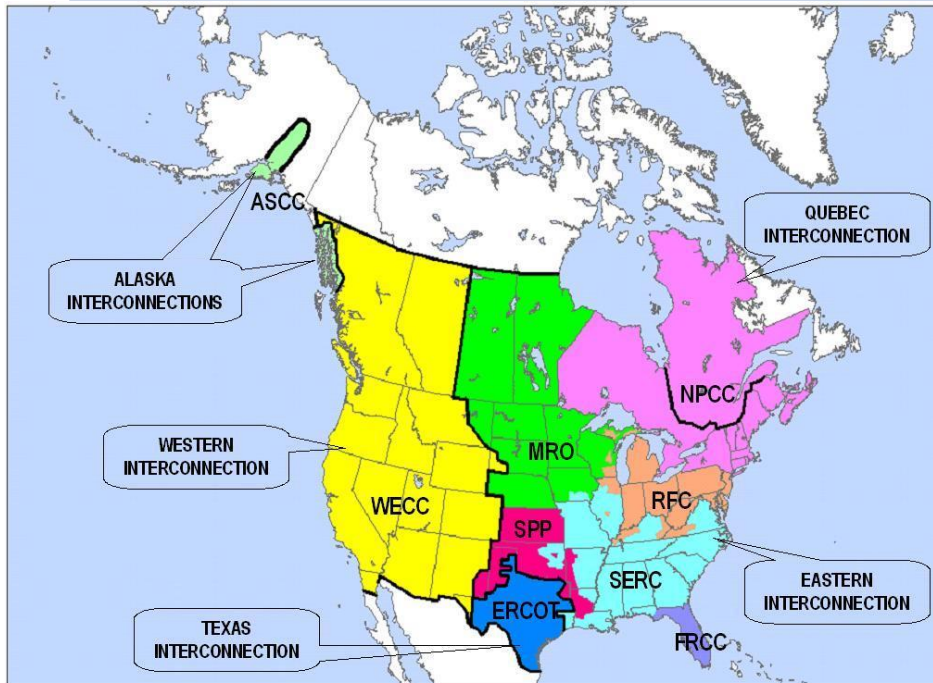 ASCC
QUEBEC
INTERCONNECTION
ALASKA
INTERCONNECTIONS
NPCC
WESTERN
INTERCONNECTION
MRO
WECC
RFC
SPP
SERC
EASTERN
INTERCONNECTION
ERCOT
TEXAS
INTERCONNECTION
FRCC